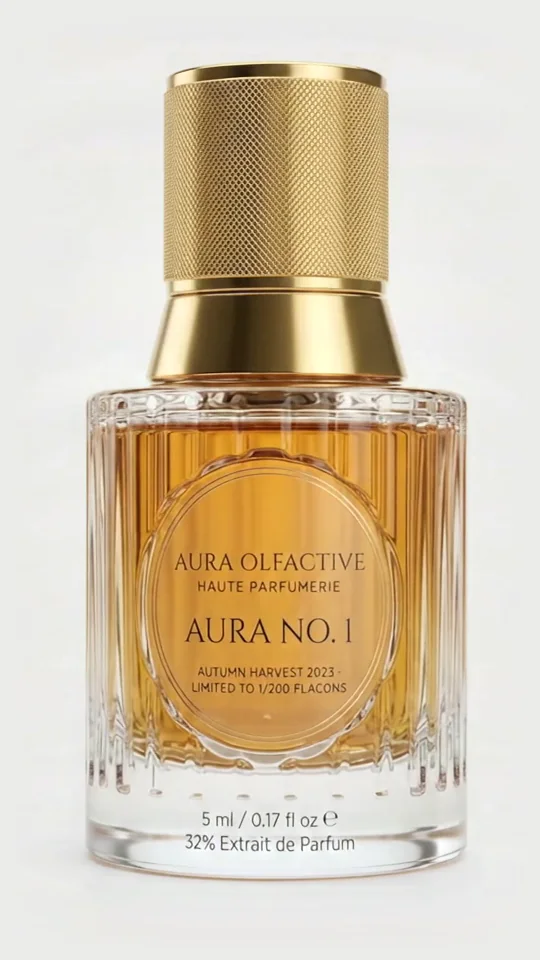 AURA OLFACTIVE
HAUTE PARFUMERIE
AURA NO. 1
AUTUMN HARVEST 2023 ·
LIMITED TO 1/200 FLACONS
5 ml / 0.17 fl oz ℮
32% Extrait de Parfum